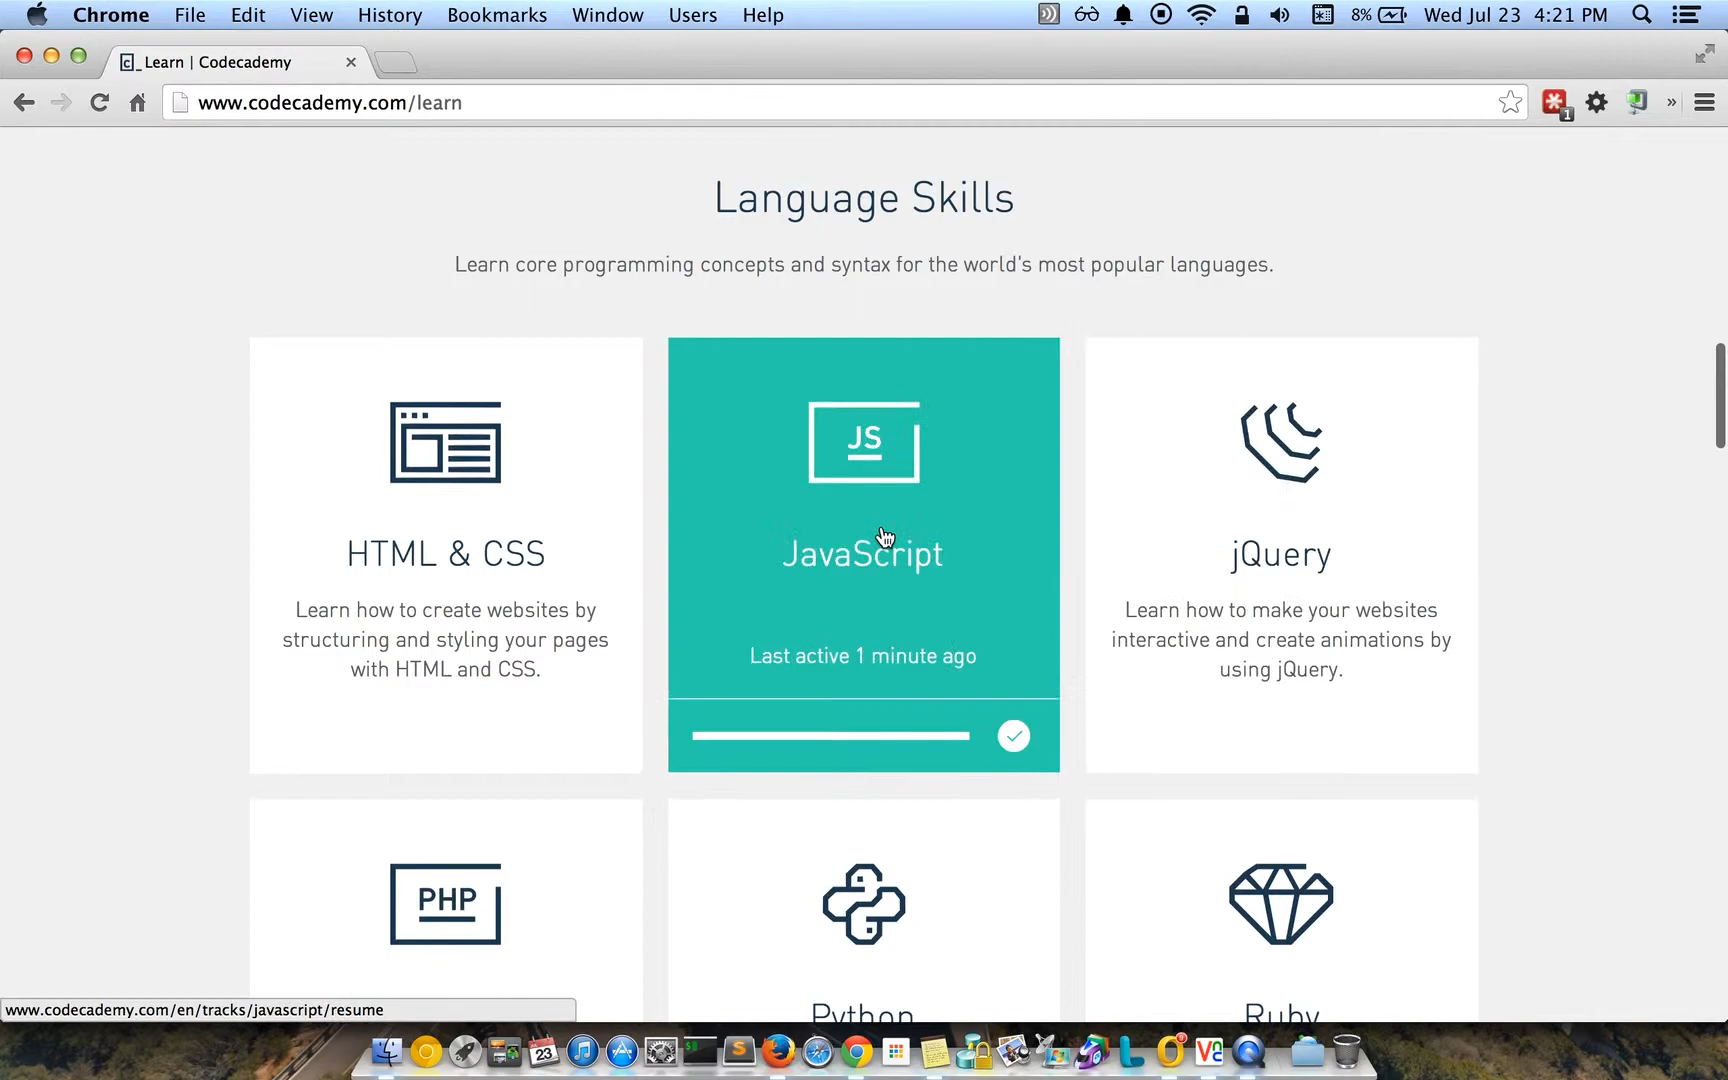 Chrome File Edit View History Bookmarks Window Users Help 8% Wed Jul 23 4:21 PM
Learn | Codecademy
www.codecademy.com/learn
1
Language Skills
Learn core programming concepts and syntax for the world's most popular languages.
JS
HTML & CSS
JavaScript
jQuery
Learn how to create websites by
structuring and styling your pages
with HTML and CSS.
Last active 1 minute ago
Learn how to make your websites
interactive and create animations by
using jQuery.
PHP
Python
Ruby
www.codecademy.com/en/tracks/javascript/resume
23